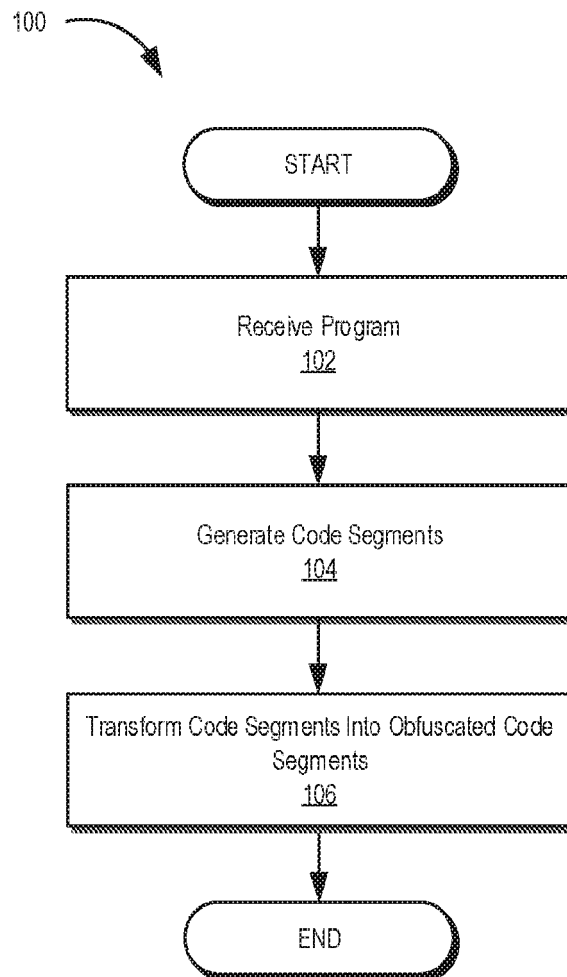 100
START
Receive Program
102
Generate Code Segments
104
Transform Code Segments Into Obfuscated Code
Segments
106
END